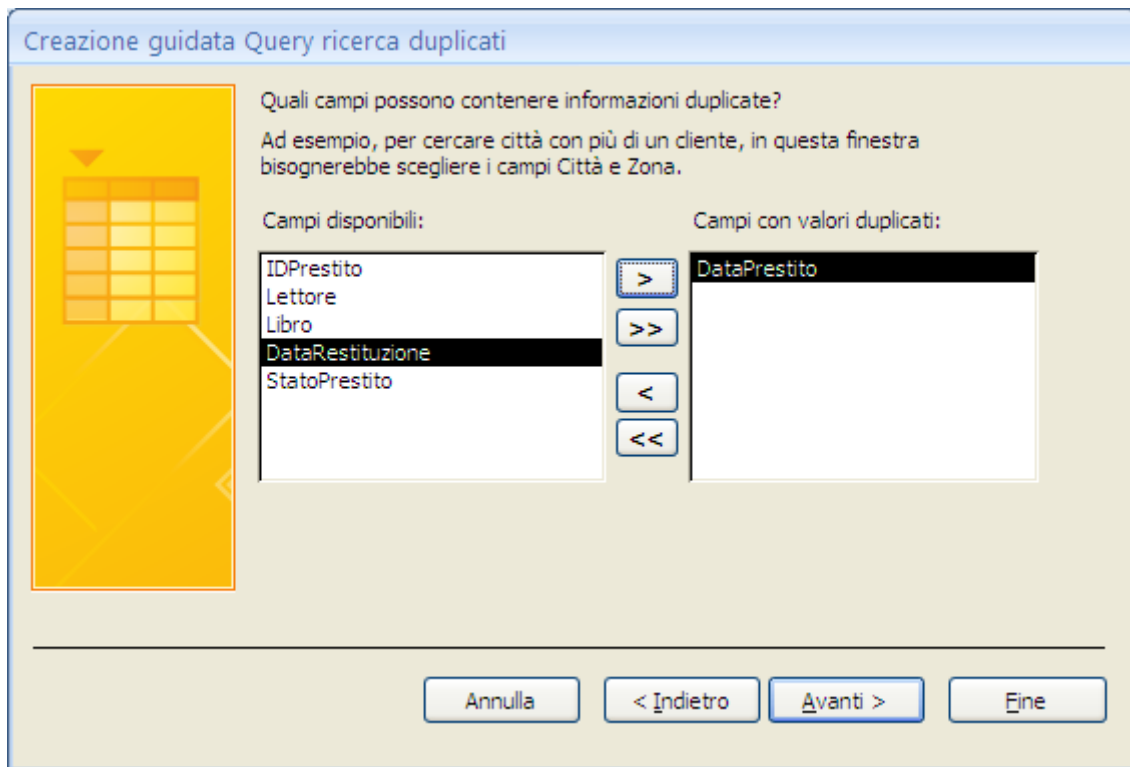 Creazione guidata Query ricerca duplicati
Quali campi possono contenere informazioni duplicate?
Ad esempio, per cercare città con più di un cliente, in questa finestra
bisognerebbe scegliere i campi Città e Zona.
Campi disponibili:
IDPrestito
Lettore
Libro
DataRestituzione
StatoPrestito
>
>>
<
<<
Campi con valori duplicati:
DataPrestito
Annulla
< Indietro
Avanti >
Fine